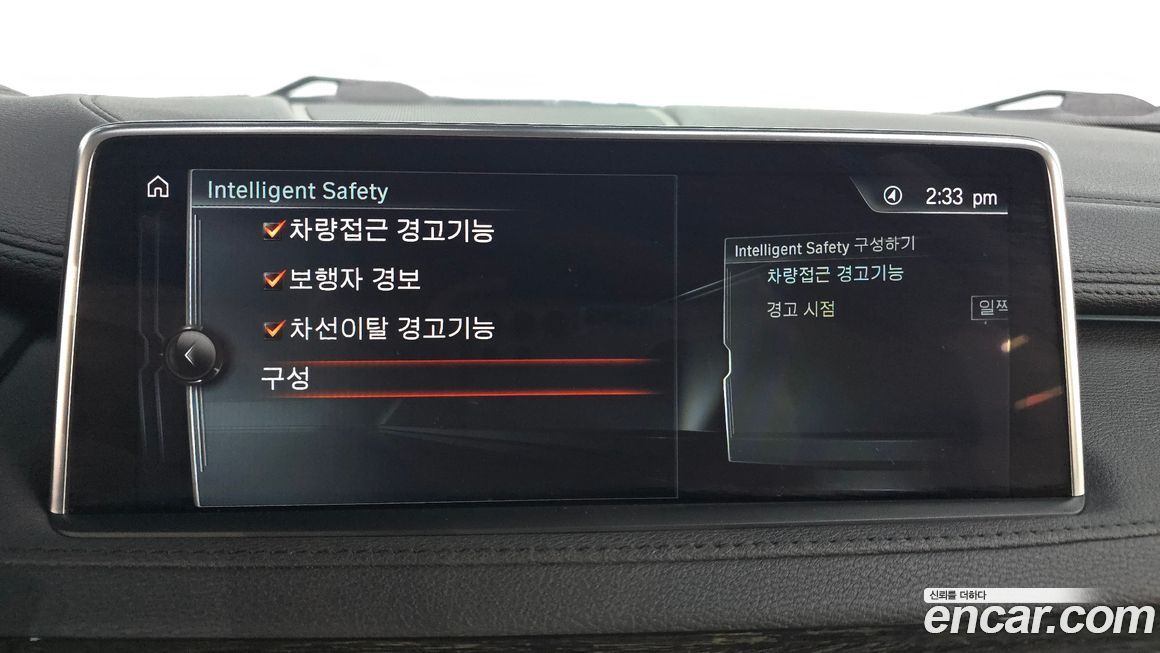 Intelligent Safety
2:33 pm
차량접근 경고기능
보행자 경보
차선이탈 경고기능
구성
Intelligent Safety 구성하기
차량접근 경고기능
경고 시점
신뢰를 더하다
encar.com